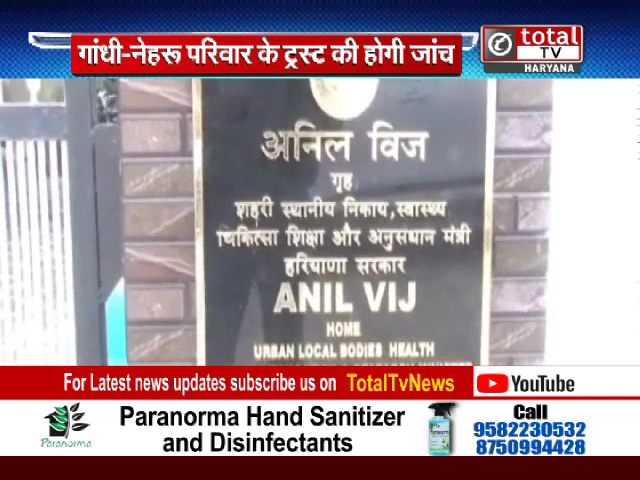 गांधी-नेहरू परिवार के ट्रस्ट की होगी जांच
total
TV
HARYANA
अनिल विज
गृह
शहरी स्थानीय निकाय,स्वास्थ्य
चिकित्सा शिक्षा और अनुसंधान मंत्री
हरियाणा सरकार
ANIL VIJ
HOME
URBAN LOCAL BODIES HEALTH
For Latest news updates subscribe us on TotalTvNews
YouTube
Paranorma
Paranorma Hand Sanitizer
and Disinfectants
Call
9582230532
8750994428